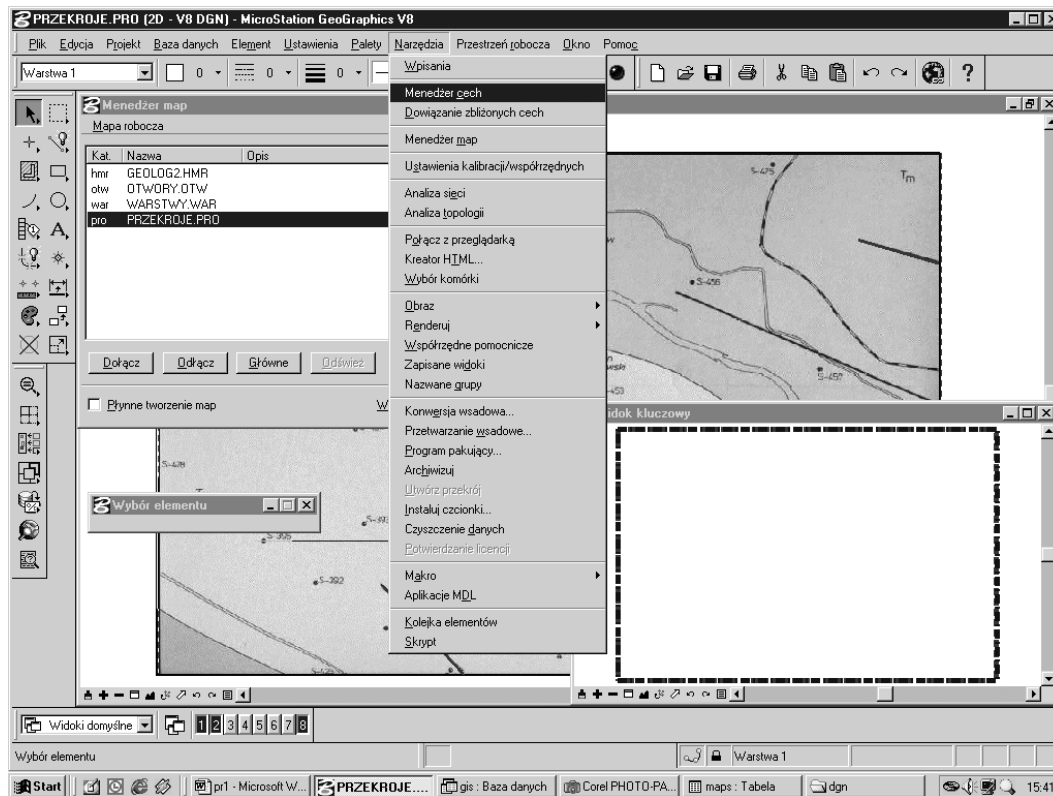 PRZEKROJE.PRO (2D - V8 DGN) - MicroStation GeoGraphics V8
Plik Edycja Projekt Baza danych Element Ustawienia Palety Narzędzia Przestrzeń robocza Okno Pomoc
Warstwa 1 0 0 0
Menedżer map
Mapa robocza
Kat. Nazwa Opis
hmr GEOLOG2.HMR
otw OTWORY.OTW
war WARSTWY.WAR
pro PRZEKROJE.PRO
Dołącz Odłącz Główne Odśwież
Płynne tworzenie map
Wpisania
Menedżer cech
Dowiązanie zbliżonych cech
Menedżer map
Ustawienia kalibracji/współrzędnych
Analiza sieci
Analiza topologii
Połącz z przeglądarką
Kreator HTML...
Wybór komórki
Obraz
Renderuj
Współrzędne pomocnicze
Zapisane widoki
Nazwane grupy
Konwersja wsadowa...
Przetwarzanie wsadowe...
Program pakujący...
Archiwizuj
Utwórz przekrój
Instaluj czcionki...
Czyszczenie danych
Potwierdzanie licencji
Makro
Aplikacje MDL
Kolejka elementów
Skrypt
S-475
Tm
S-456
S-457
idok kluczowy
S-478
Wybór elementu
S-395
S-392
Widoki domyślne 1 2 3 4 5 6 7 8
Wybór elementu Warstwa 1
Start pr1 - Microsoft W... PRZEKROJE.... gis : Baza danych Corel PHOTO-PA... maps : Tabela dgn 15:41